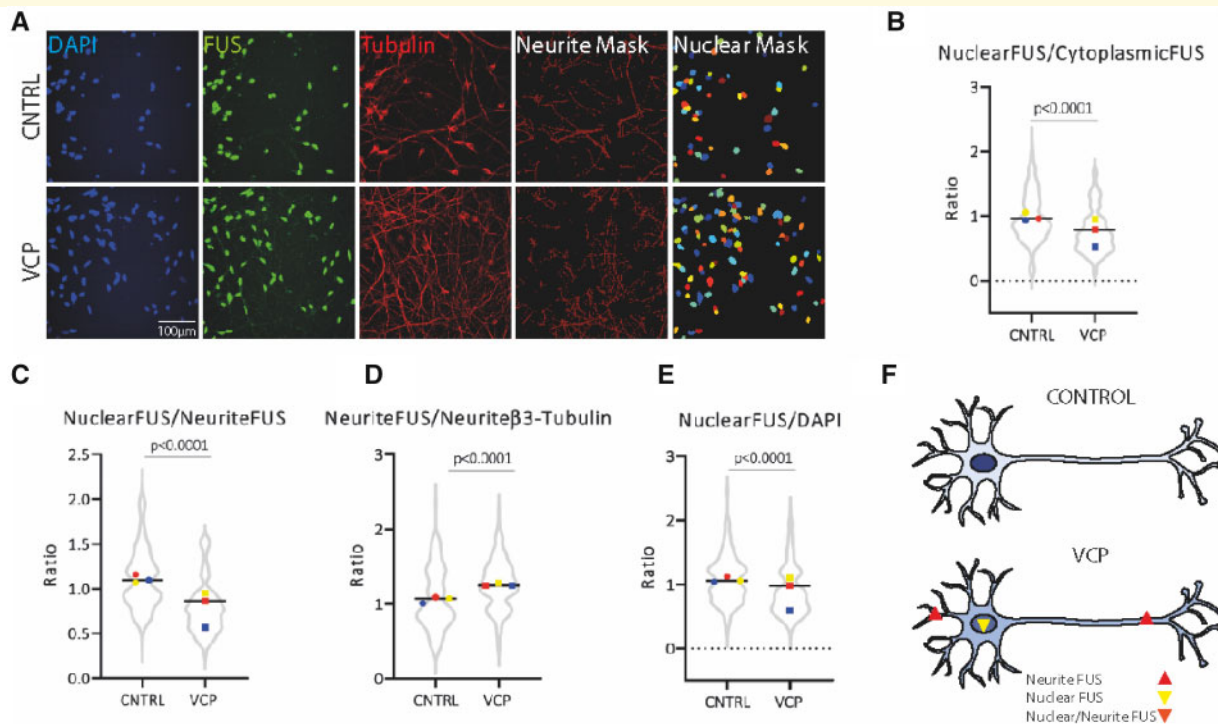 A
DAPI
FUS
Tubulin
Neurite Mask
Nuclear Mask
CNTRL
VCP
100µm
B
NuclearFUS/CytoplasmicFUS
p<0.0001
Ratio
3
2
1
0
CNTRL VCP
C
NuclearFUS/NeuriteFUS
p<0.0001
Ratio
2.5
2.0
1.5
1.0
0.5
0.0
CNTRL VCP
D
NeuriteFUS/Neuriteβ3-Tubulin
p<0.0001
Ratio
3
2
1
0
CNTRL VCP
E
NuclearFUS/DAPI
p<0.0001
Ratio
3
2
1
0
CNTRL VCP
F
CONTROL
VCP
Neurite FUS
Nuclear FUS
Nuclear/Neurite FUS